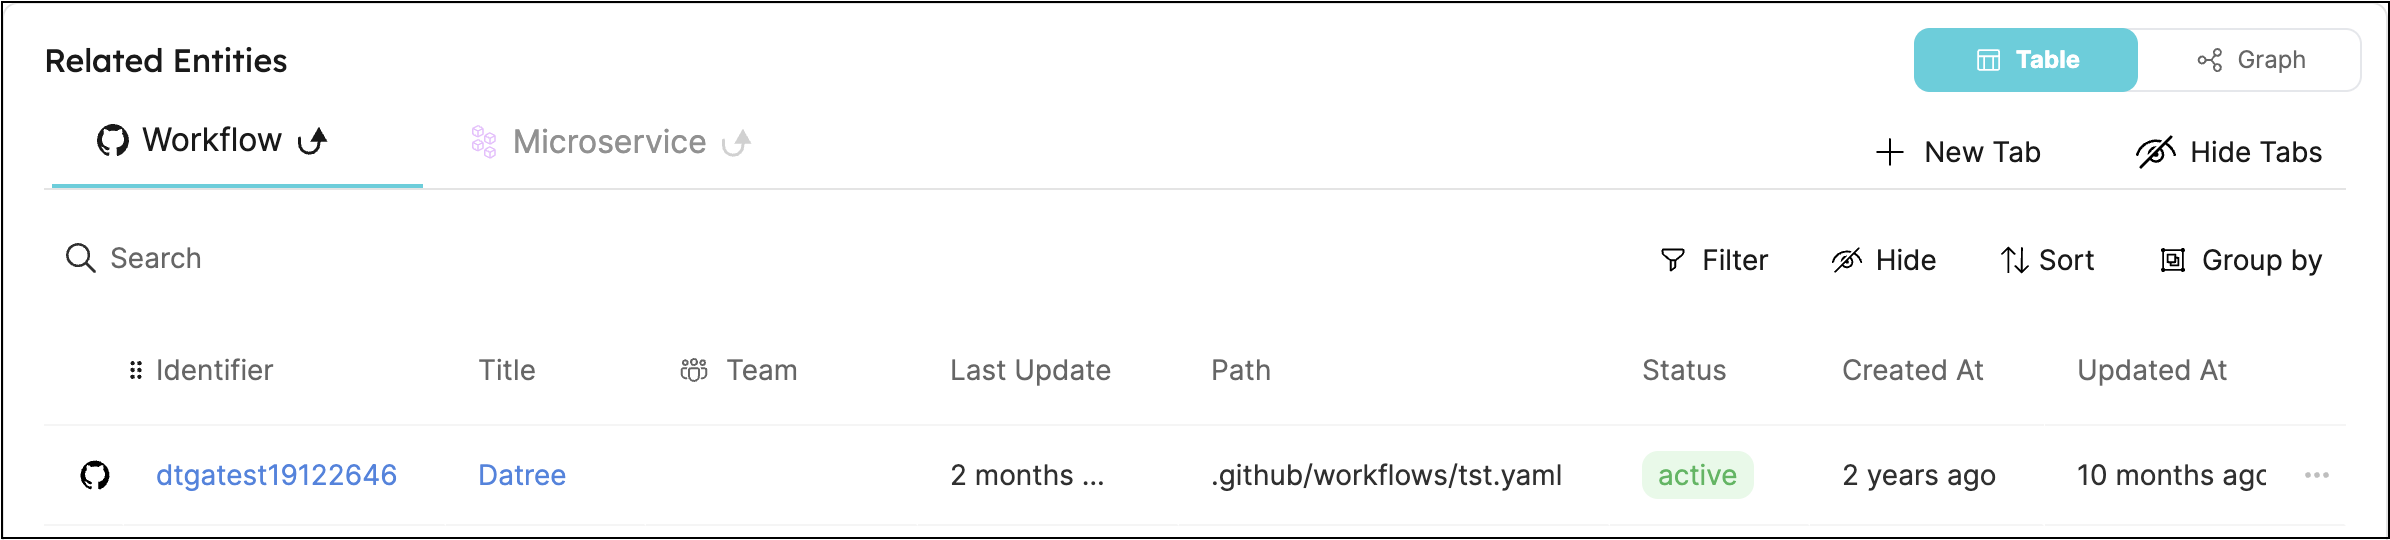 Related Entities
Table
Graph
Workflow
Microservice
New Tab
Hide Tabs
Search
Filter
Hide
Sort
Group by
Identifier Title Team Last Update Path Status Created At Updated At
dtgatest19122646 Datree 2 months ... .github/workflows/tst.yaml active 2 years ago 10 months ago